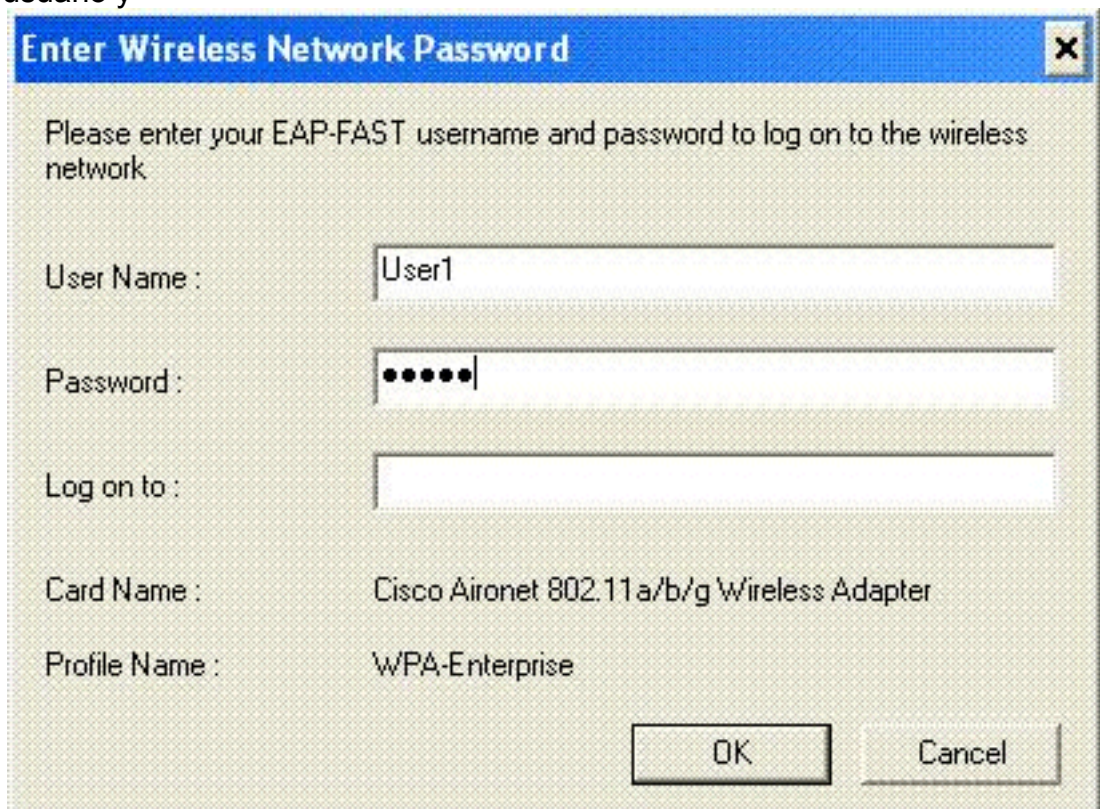 usuario y
Enter Wireless Network Password
Please enter your EAP-FAST username and password to log on to the wireless
network
User Name : User1
Password : •••••
Log on to :
Card Name : Cisco Aironet 802.11a/b/g Wireless Adapter
Profile Name : WPA-Enterprise
OK Cancel